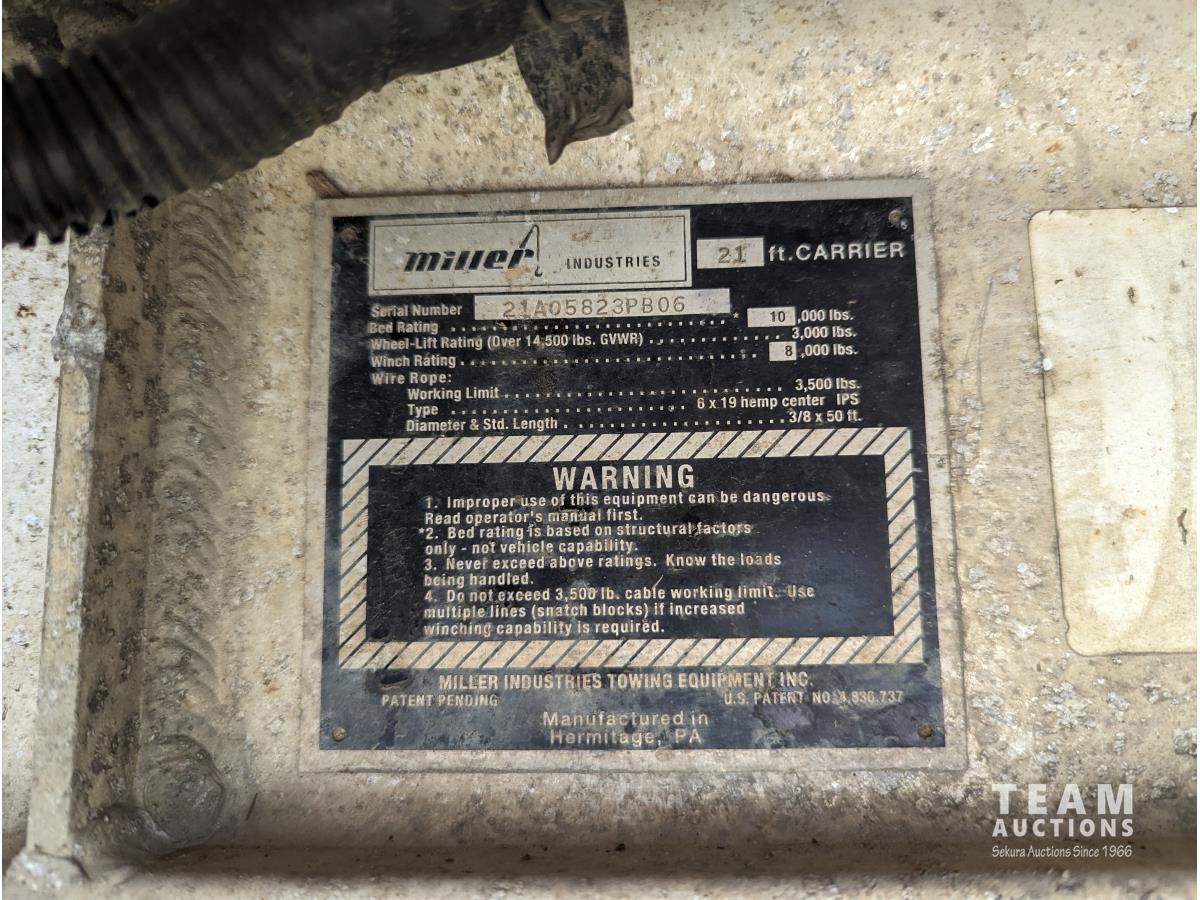 miller INDUSTRIES
21 ft. CARRIER
Serial Number 21A05823PB06
Bed Rating * 10 ,000 lbs.
Wheel-Lift Rating (Over 14,500 lbs. GVWR) 3,000 lbs.
Winch Rating 8 ,000 lbs.
Wire Rope:
Working Limit 3,500 lbs.
Type 6 x 19 hemp center IPS
Diameter & Std. Length 3/8 x 50 ft.
WARNING
1. Improper use of this equipment can be dangerous.
Read operator's manual first.
*2. Bed rating is based on structural factors
only - not vehicle capability.
3. Never exceed above ratings. Know the loads
being handled.
4. Do not exceed 3,500 lb. cable working limit. Use
multiple lines (snatch blocks) if increased
winching capability is required.
MILLER INDUSTRIES TOWING EQUIPMENT INC.
PATENT PENDING U.S. PATENT NO. 4,836,737
Manufactured in
Hermitage, PA
TEAM
AUCTIONS
Sekura Auctions Since 1966